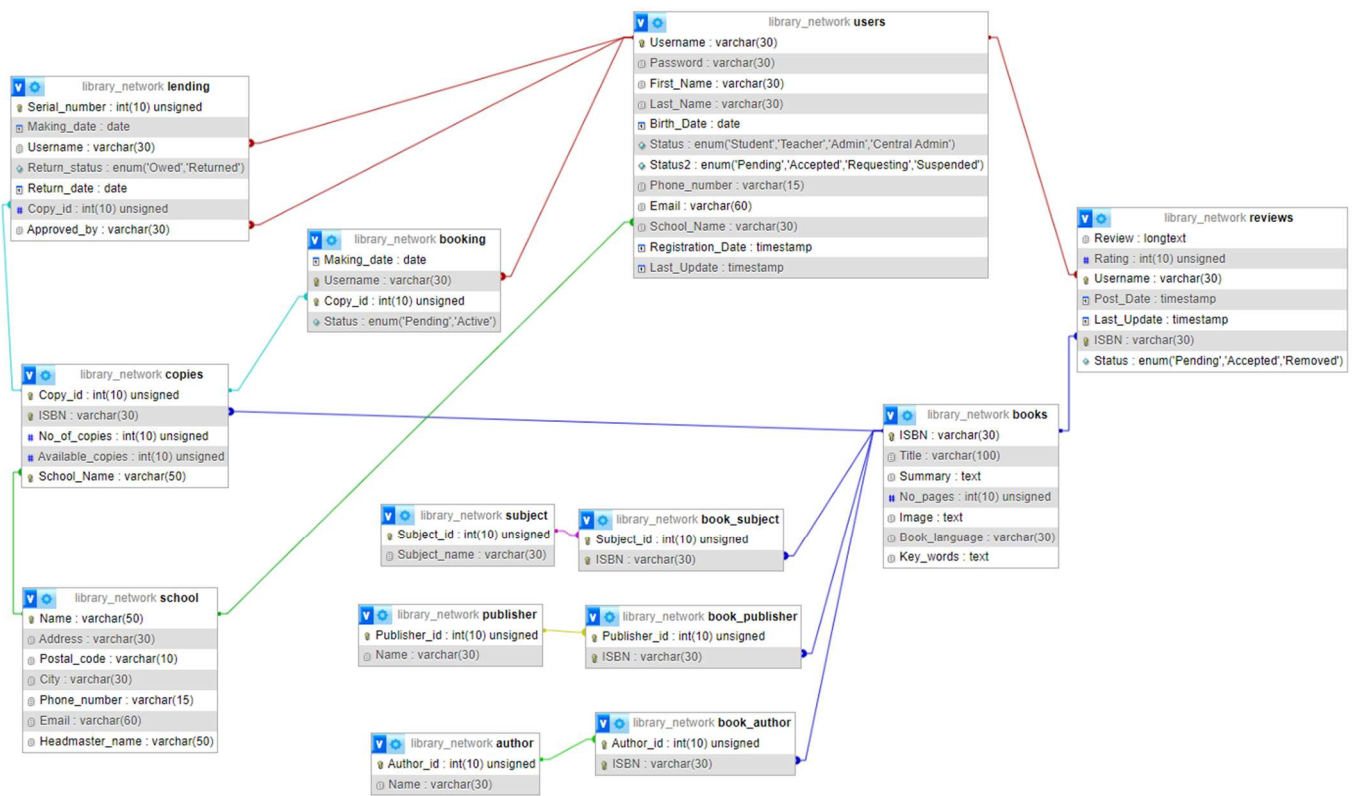 library_network users
Username : varchar(30)
Password : varchar(30)
First_Name : varchar(30)
Last_Name : varchar(30)
Birth_Date : date
Status : enum('Student','Teacher','Admin','Central Admin')
Status2 : enum('Pending','Accepted','Requesting','Suspended')
Phone_number : varchar(15)
Email : varchar(60)
School_Name : varchar(30)
Registration_Date : timestamp
Last_Update : timestamp
library_network lending
Serial_number : int(10) unsigned
Making_date : date
Username : varchar(30)
Return_status : enum('Owed','Returned')
Return_date : date
Copy_id : int(10) unsigned
Approved_by : varchar(30)
library_network booking
Making_date : date
Username : varchar(30)
Copy_id : int(10) unsigned
Status : enum('Pending','Active')
library_network reviews
Review : longtext
Rating : int(10) unsigned
Username : varchar(30)
Post_Date : timestamp
Last_Update : timestamp
ISBN : varchar(30)
Status : enum('Pending','Accepted','Removed')
library_network copies
Copy_id : int(10) unsigned
ISBN : varchar(30)
No_of_copies : int(10) unsigned
Available_copies : int(10) unsigned
School_Name : varchar(50)
library_network books
ISBN : varchar(30)
Title : varchar(100)
Summary : text
No_pages : int(10) unsigned
Image : text
Book_language : varchar(30)
Key_words : text
library_network subject
Subject_id : int(10) unsigned
Subject_name : varchar(30)
library_network book_subject
Subject_id : int(10) unsigned
ISBN : varchar(30)
library_network school
Name : varchar(50)
Address : varchar(30)
Postal_code : varchar(10)
City : varchar(30)
Phone_number : varchar(15)
Email : varchar(60)
Headmaster_name : varchar(50)
library_network publisher
Publisher_id : int(10) unsigned
Name : varchar(30)
library_network book_publisher
Publisher_id : int(10) unsigned
ISBN : varchar(30)
library_network author
Author_id : int(10) unsigned
Name : varchar(30)
library_network book_author
Author_id : int(10) unsigned
ISBN : varchar(30)